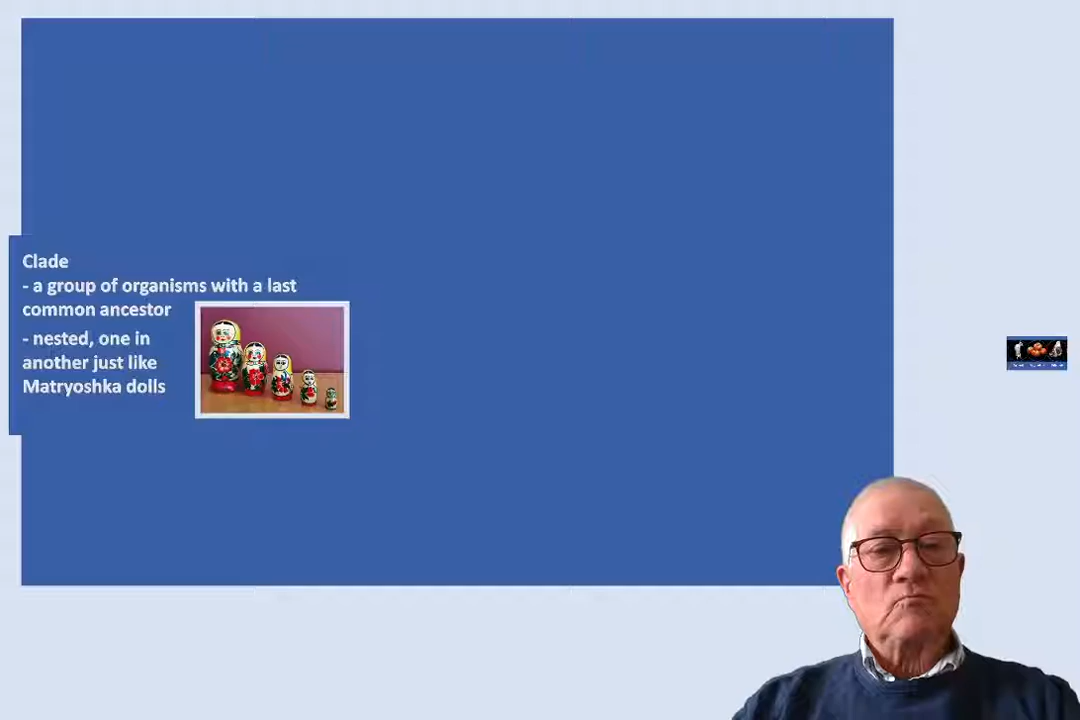 Clade
- a group of organisms with a last
common ancestor
- nested, one in
another just like
Matryoshka dolls